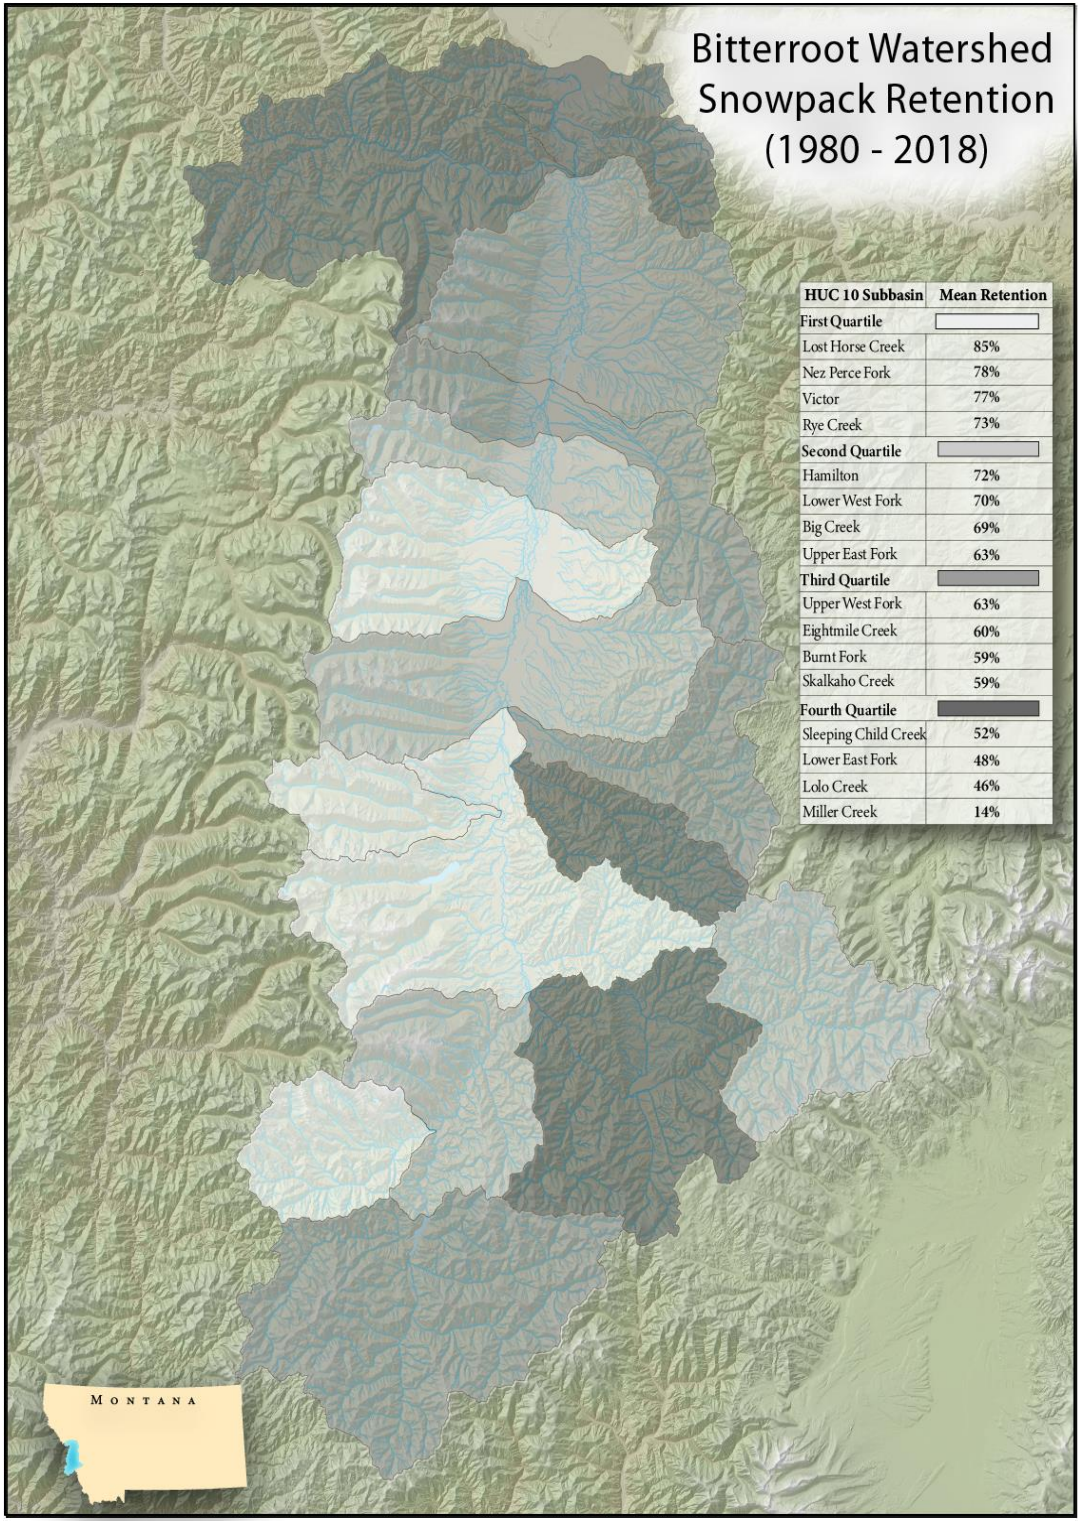 Bitterroot Watershed
Snowpack Retention
(1980 - 2018)
HUC 10 Subbasin Mean Retention
First Quartile
Lost Horse Creek 85%
Nez Perce Fork 78%
Victor 77%
Rye Creek 73%
Second Quartile
Hamilton 72%
Lower West Fork 70%
Big Creek 69%
Upper East Fork 63%
Third Quartile
Upper West Fork 63%
Eightmile Creek 60%
Burnt Fork 59%
Skalkaho Creek 59%
Fourth Quartile
Sleeping Child Creek 52%
Lower East Fork 48%
Lolo Creek 46%
Miller Creek 14%
MONTANA